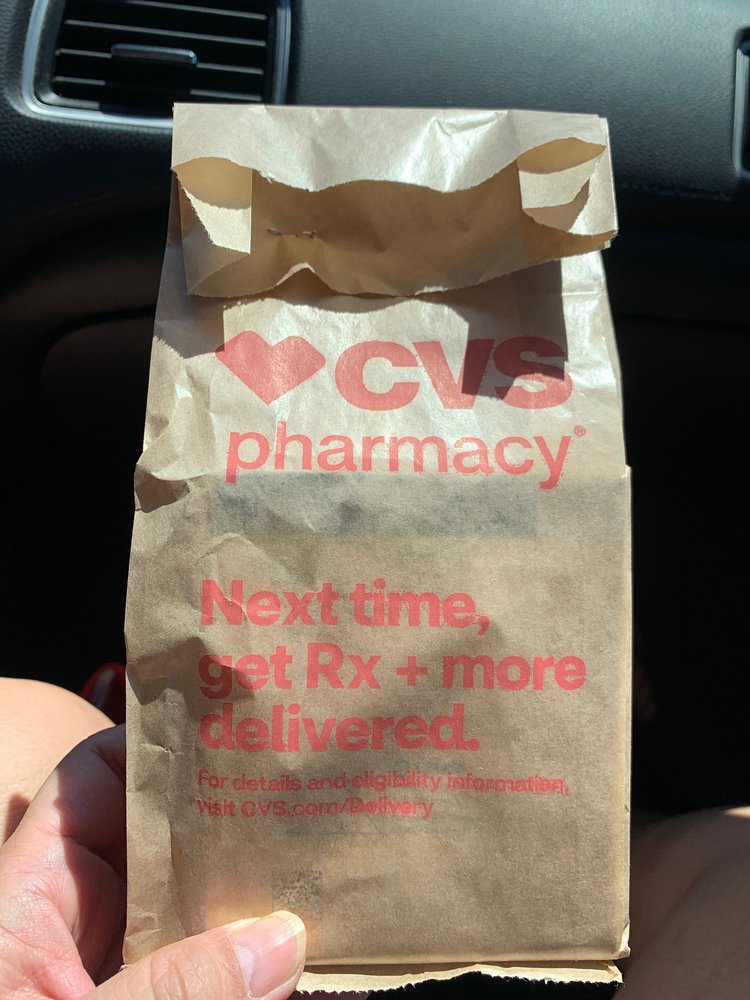 CVS
pharmacy®
Next time,
get Rx + more
delivered.
For details and eligibility information,
visit CVS.com/Delivery